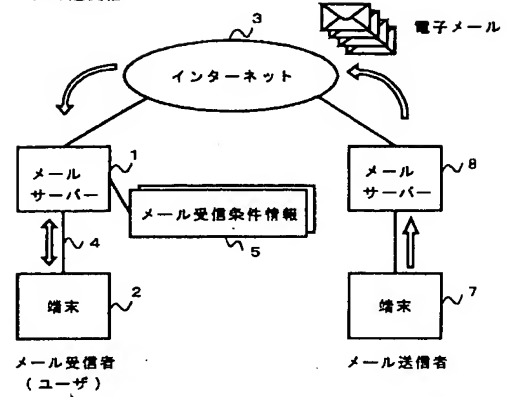 3
電子メール
インターネット
1
メール
サーバー
メール
サーバー
8
メール受信条件情報
4
5
端末
2
端末
7
メール受信者
(ユーザ)
メール送信者